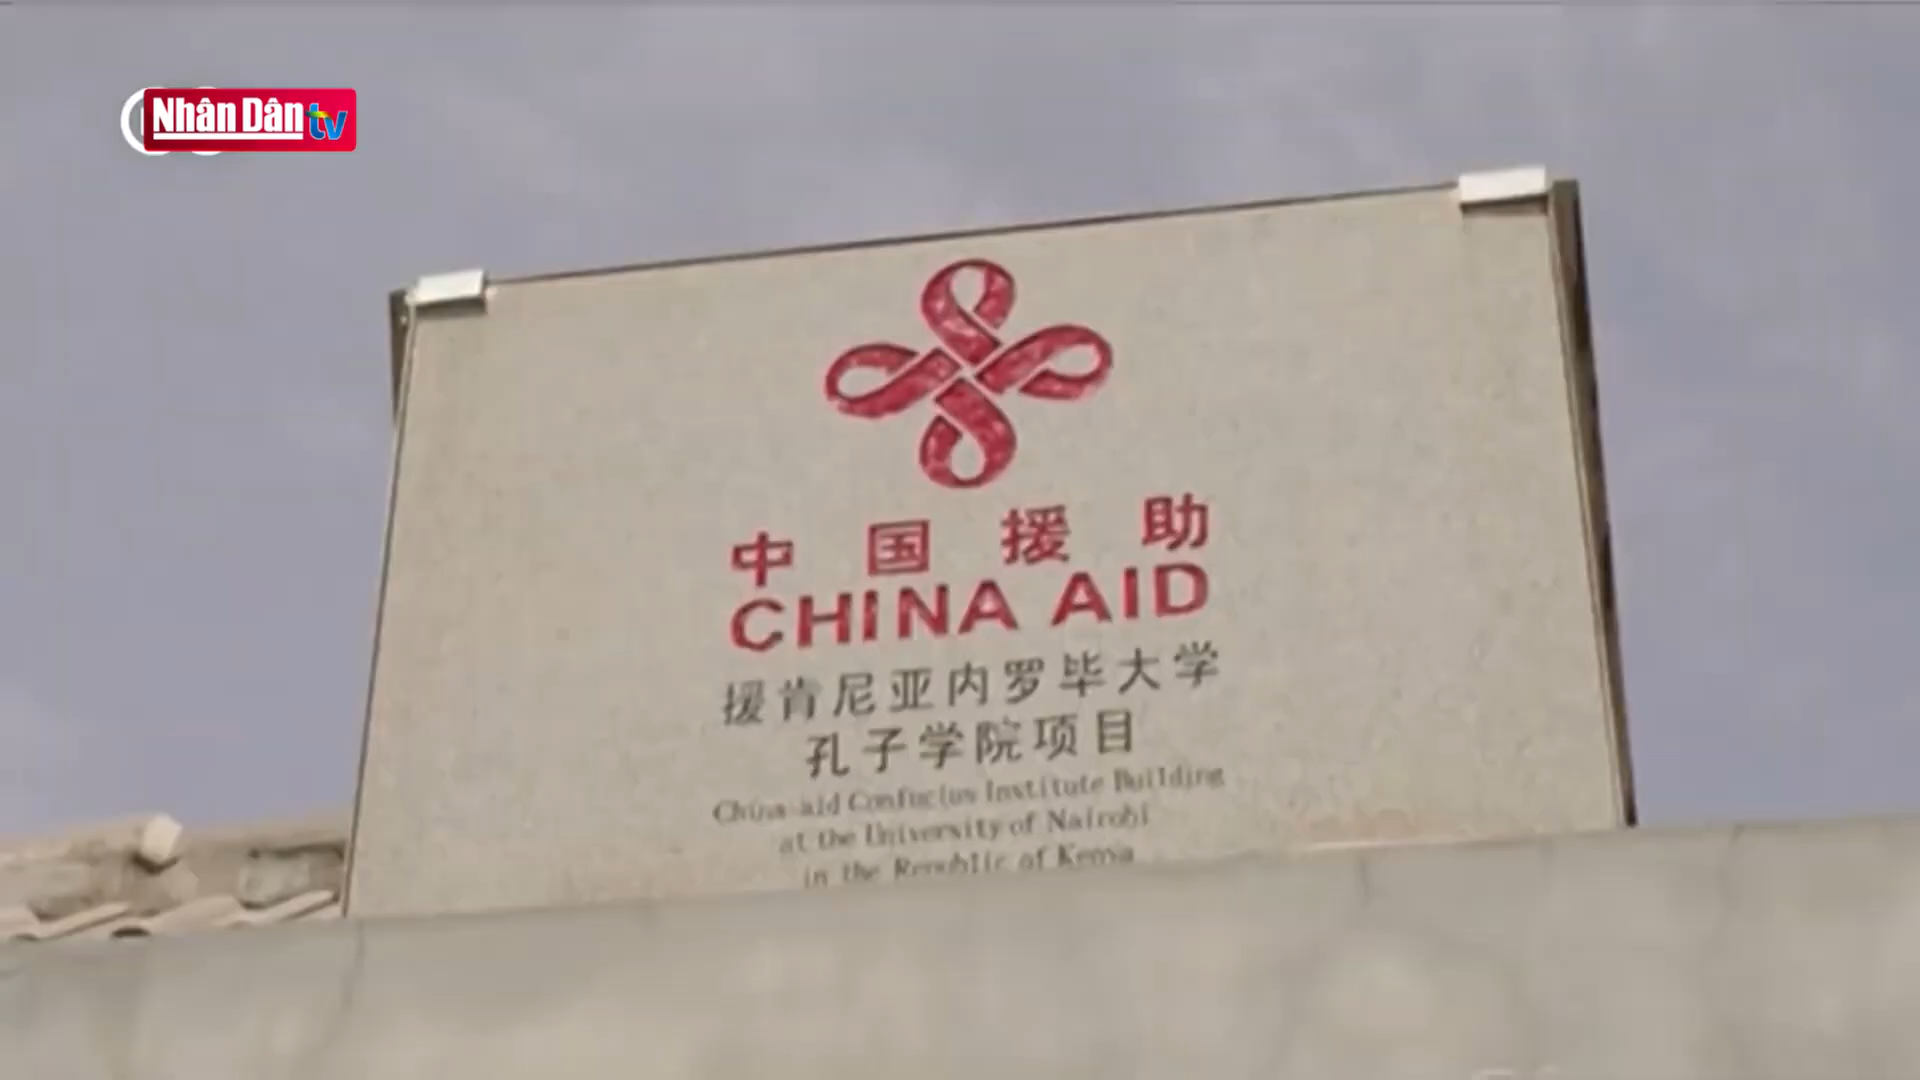 Nhân Dân tv
中国援助
CHINA AID
援肯尼亚内罗毕大学
孔子学院项目
China-aid Confucius Institute Building
at the University of Nairobi
in the Republic of Kenya